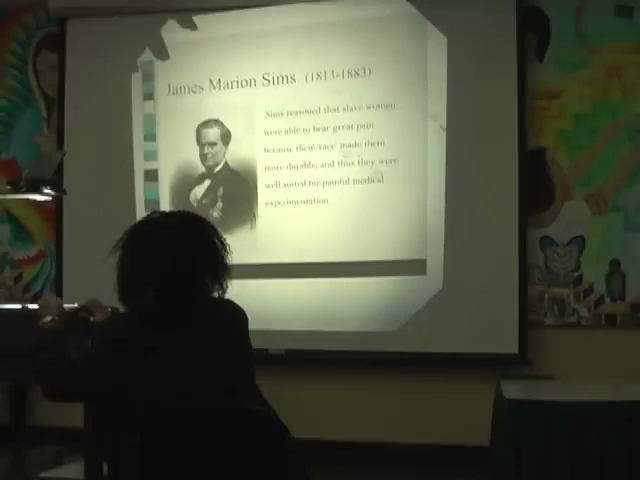 James Marion Sims (1813-1883)
Sims reasoned that slave women
were able to bear great pain
because their 'race' made them
more durable, and thus they were
well suited for painful medical
experimentation